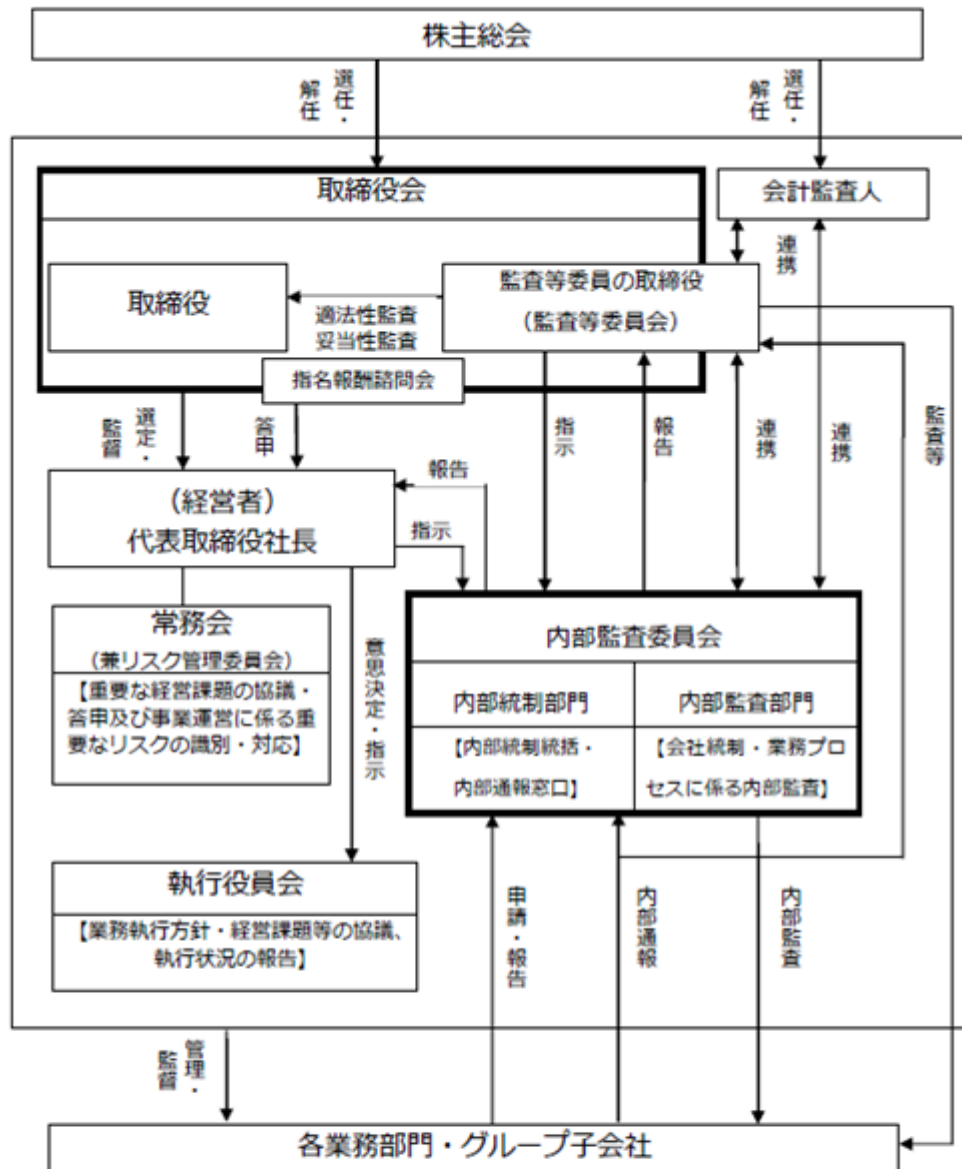 株主総会
選任・
解任
選任・
解任
取締役会
会計監査人
連携
取締役
適法性監査
妥当性監査
監査等委員の取締役
（監査等委員会）
指名報酬諮問会
選定・
監督
答申
指示
報告
連携
連携
監査等
報告
（経営者）
代表取締役社長
指示
常務会
（兼リスク管理委員会）
【重要な経営課題の協議・
答申及び事業運営に係る重
要なリスクの識別・対応】
意思決定・指示
内部監査委員会
内部統制部門
【内部統制統括・
内部通報窓口】
内部監査部門
【会社統制・業務プロ
セスに係る内部監査】
執行役員会
【業務執行方針・経営課題等の協議、
執行状況の報告】
申請・報告
内部通報
内部監査
管理・
監督
各業務部門・グループ子会社